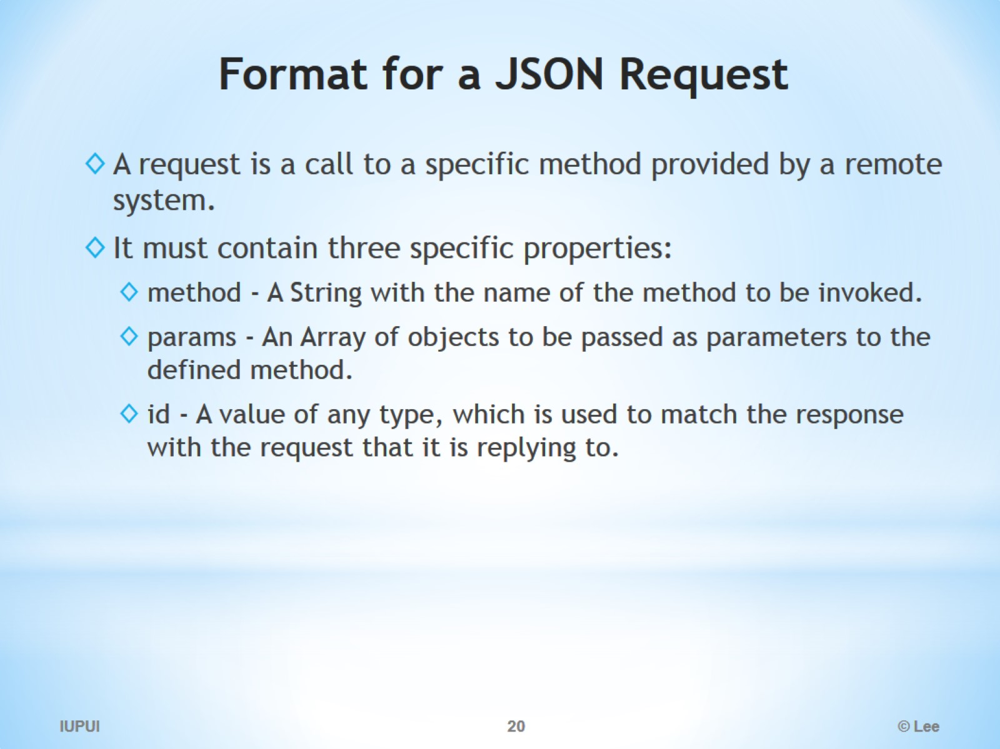 Format for a JSON Request
A request is a call to a specific method provided by a remote
system.
It must contain three specific properties:
method - A String with the name of the method to be invoked.
params - An Array of objects to be passed as parameters to the
defined method.
id - A value of any type, which is used to match the response
with the request that it is replying to.
IUPUI 20 © Lee